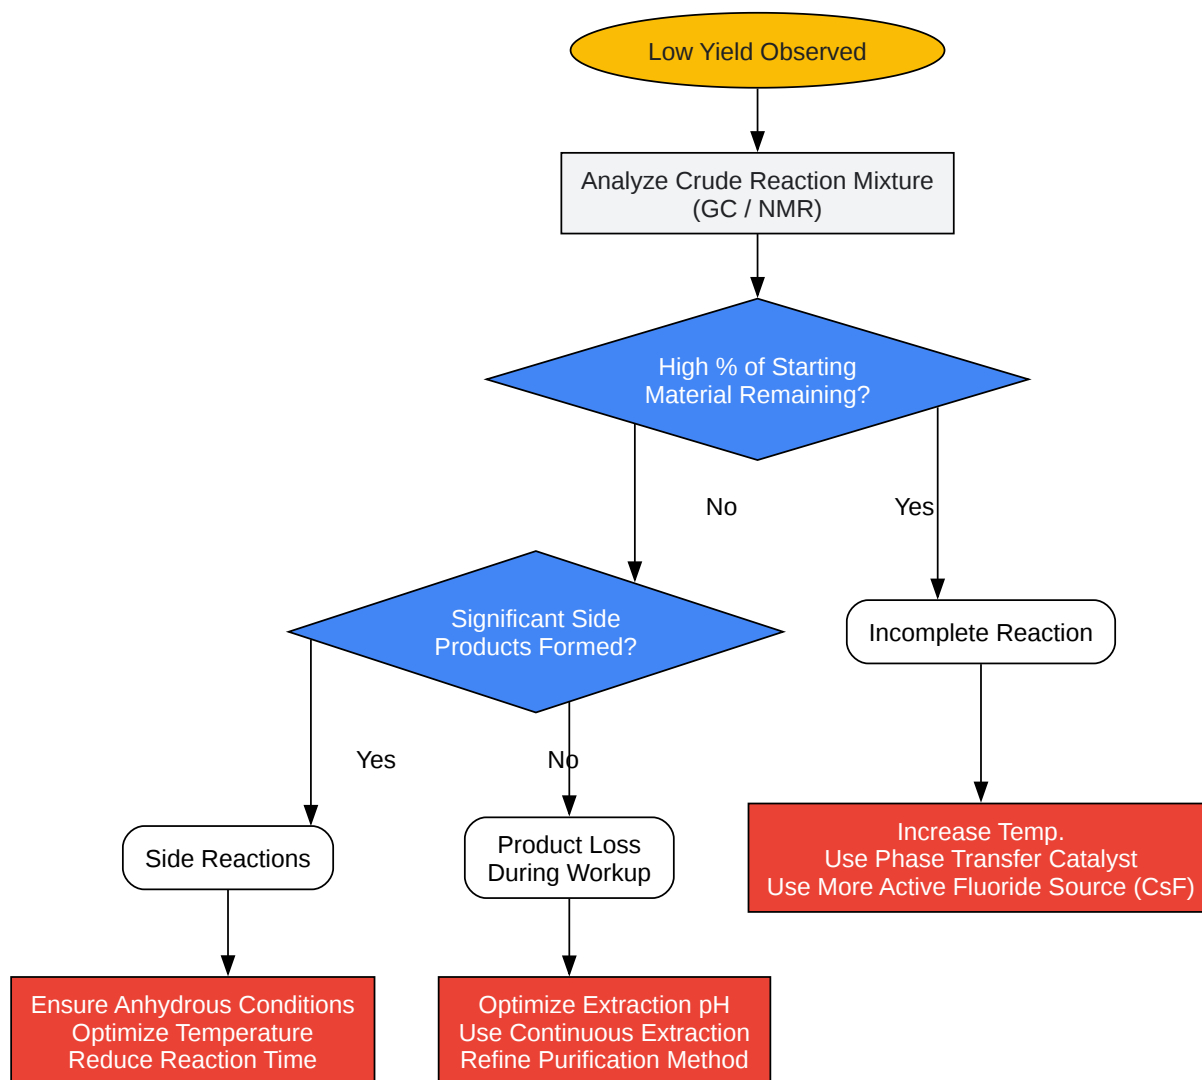 Low Yield Observed
Analyze Crude Reaction Mixture
(GC / NMR)
High % of Starting
Material Remaining?
No
Yes
Significant Side
Products Formed?
Incomplete Reaction
Yes
No
Side Reactions
Product Loss
During Workup
Increase Temp.
Use Phase Transfer Catalyst
Use More Active Fluoride Source (CsF)
Ensure Anhydrous Conditions
Optimize Temperature
Reduce Reaction Time
Optimize Extraction pH
Use Continuous Extraction
Refine Purification Method